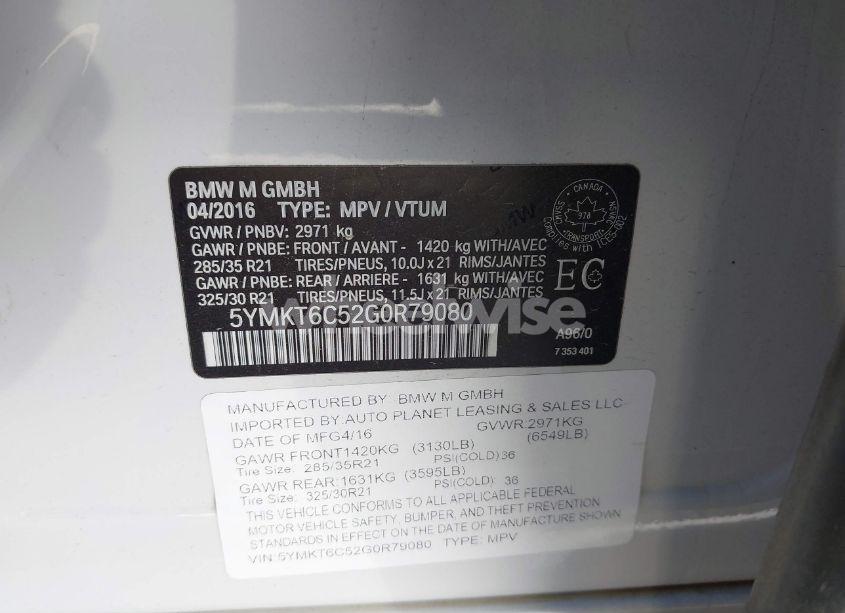 BMW M GMBH
04/2016 TYPE: MPV / VTUM
GVWR / PNBV: 2971 kg
GAWR / PNBE: FRONT / AVANT - 1420 kg WITH/AVEC
285/35 R21 TIRES/PNEUS, 10.0J x 21 RIMS/JANTES
GAWR / PNBE: REAR / ARRIERE - 1631 kg WITH/AVEC
325/30 R21 TIRES/PNEUS, 11.5J x 21 RIMS/JANTES
5YMKT6C52G0R79080
CANADA
978
TRANSPORT
EC
A96/0
7 353 401
MANUFACTURED BY: BMW M GMBH
IMPORTED BY:AUTO PLANET LEASING & SALES LLC
DATE OF MFG4/16 GVWR:2971KG
(6549LB)
GAWR FRONT1420KG (3130LB)
Tire Size: 285/35R21 PSI(COLD)36
GAWR REAR:1631KG (3595LB)
Tire Size: 325/30R21 PSI(COLD): 36
THIS VEHICLE CONFORMS TO ALL APPLICABLE FEDERAL
MOTOR VEHICLE SAFETY, BUMPER, AND THEFT PREVENTION
STANDARDS IN EFFECT ON THE DATE OF MANUFACTURE SHOWN
VIN:5YMKT6C52G0R79080 TYPE: MPV